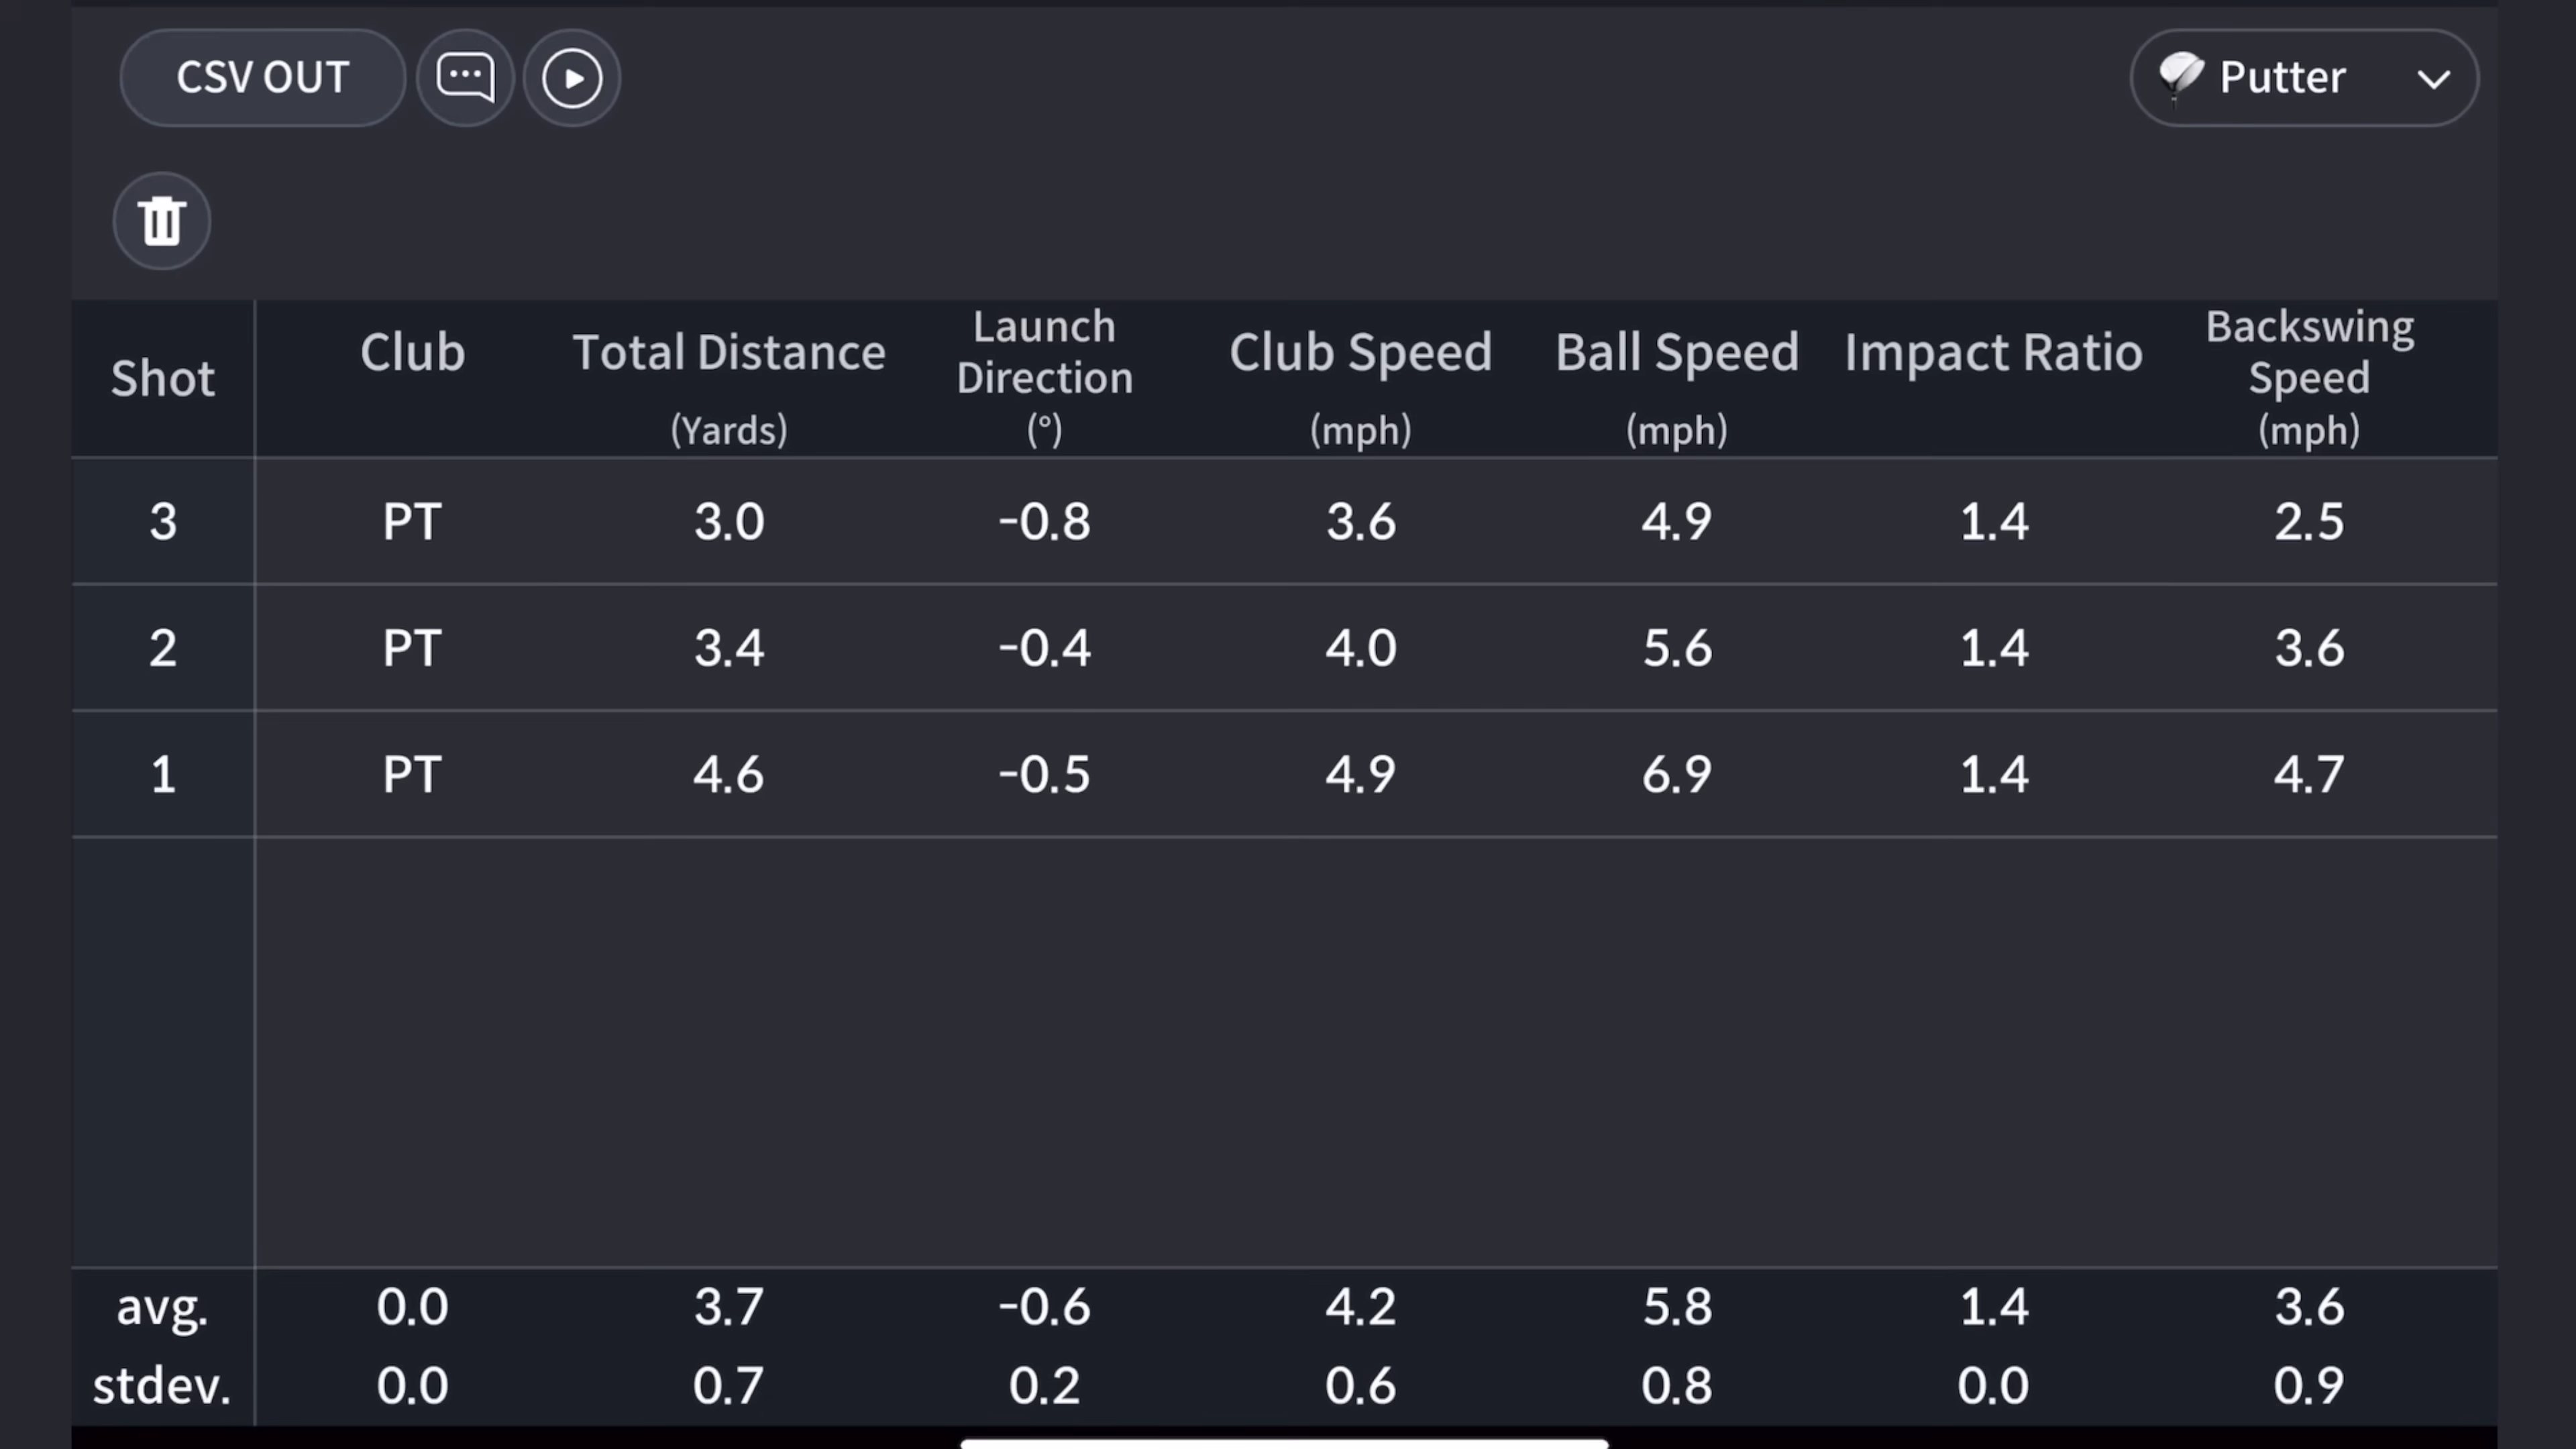 CSV OUT
Putter
Shot Club Total Distance (Yards) Launch Direction (°) Club Speed (mph) Ball Speed (mph) Impact Ratio Backswing Speed (mph)
3 PT 3.0 -0.8 3.6 4.9 1.4 2.5
2 PT 3.4 -0.4 4.0 5.6 1.4 3.6
1 PT 4.6 -0.5 4.9 6.9 1.4 4.7
avg. 0.0 3.7 -0.6 4.2 5.8 1.4 3.6
stdev. 0.0 0.7 0.2 0.6 0.8 0.0 0.9